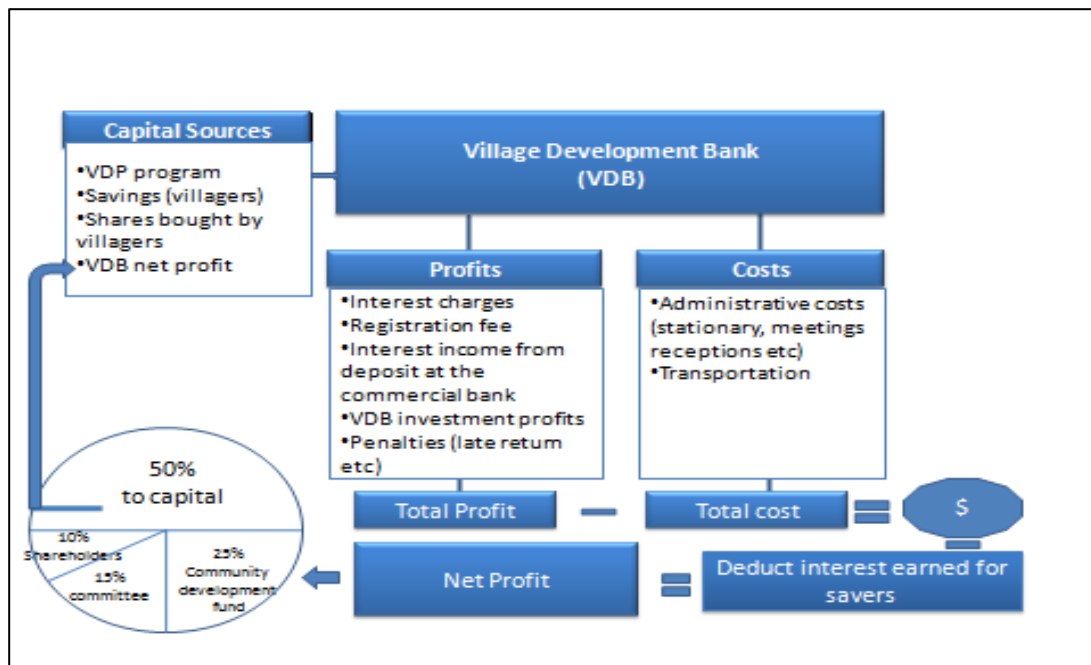 Capital Sources
•VDP program
•Savings (villagers)
•Shares bought by
villagers
•VDB net profit
Village Development Bank
(VDB)
Profits
•Interest charges
•Registration fee
•Interest income from
deposit at the
commercial bank
•VDB investment profits
•Penalties (late return
etc)
Costs
•Administrative costs
(stationary, meetings
receptions etc)
•Transportation
50%
to capital
10%
Shareholders
15%
committee
25%
Community
development
fund
Total Profit
Total cost
$
Net Profit
Deduct interest earned for
savers